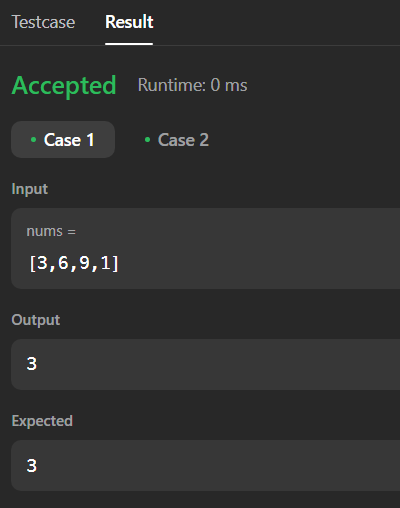 Testcase Result
Accepted Runtime: 0 ms
• Case 1 • Case 2
Input
nums =
[3,6,9,1]
Output
3
Expected
3